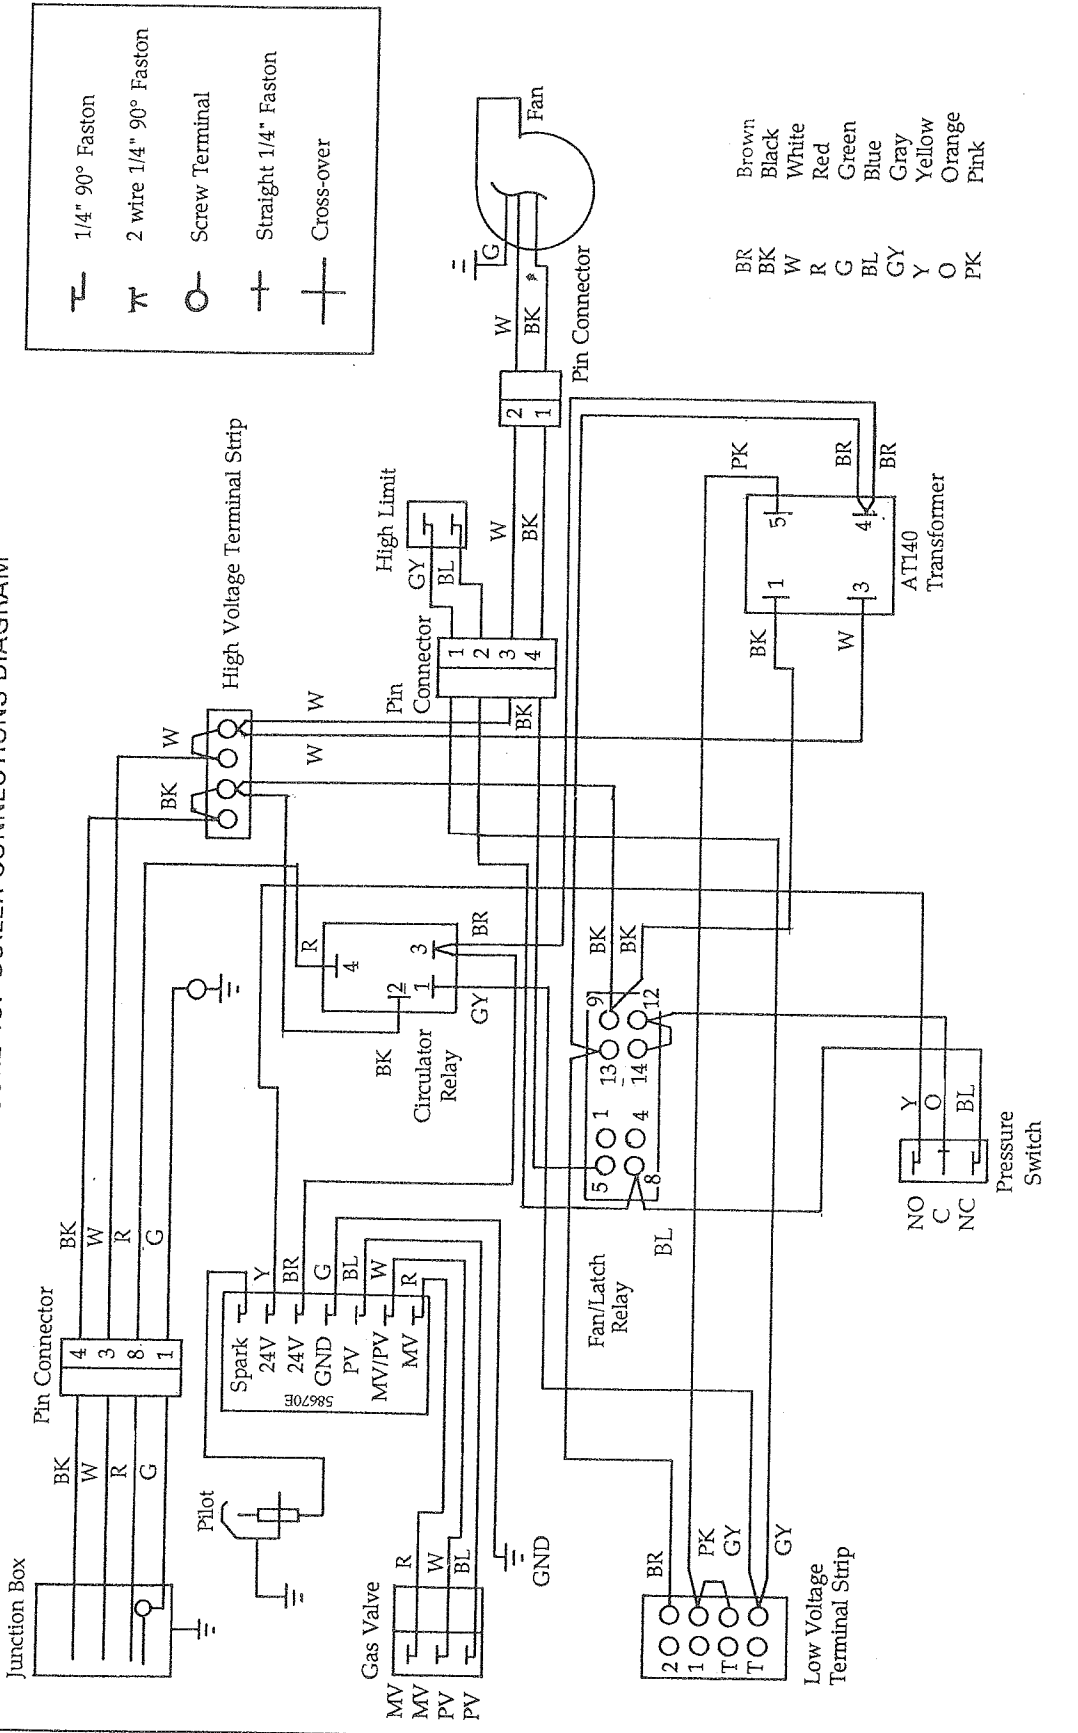 CONNECTIONS DIAGRAM
1/4" 90° Faston
2 wire 1/4" 90° Faston
Screw Terminal
Straight 1/4" Faston
Cross-over
Junction Box
BK
W
R
G
Pin Connector
4
3
8
1
BK
W
R
G
BK
W
High Voltage Terminal Strip
W
W
Pilot
Spark
24V
24V
GND
PV
MV/PV
MV
58670E
Y
BR
G
BL
W
R
Gas Valve
MV
MV
PV
PV
R
W
BL
GND
Circulator
Relay
R
4
2
3
1
BK
BR
GY
Pin
Connector
1
2
3
4
BK
High Limit
GY
BL
W
BK
2
1
Pin Connector
W
BK
G
Fan
Fan/Latch
Relay
5
1
13
9
8
4
14
12
BK
BK
BL
Low Voltage
Terminal Strip
2
1
T
T
BR
PK
GY
GY
Pressure
Switch
NO
C
NC
Y
O
BL
AT140
Transformer
1
5
3
4
BK
W
PK
BR
BR
BR Brown
BK Black
W White
R Red
G Green
BL Blue
GY Gray
Y Yellow
O Orange
PK Pink